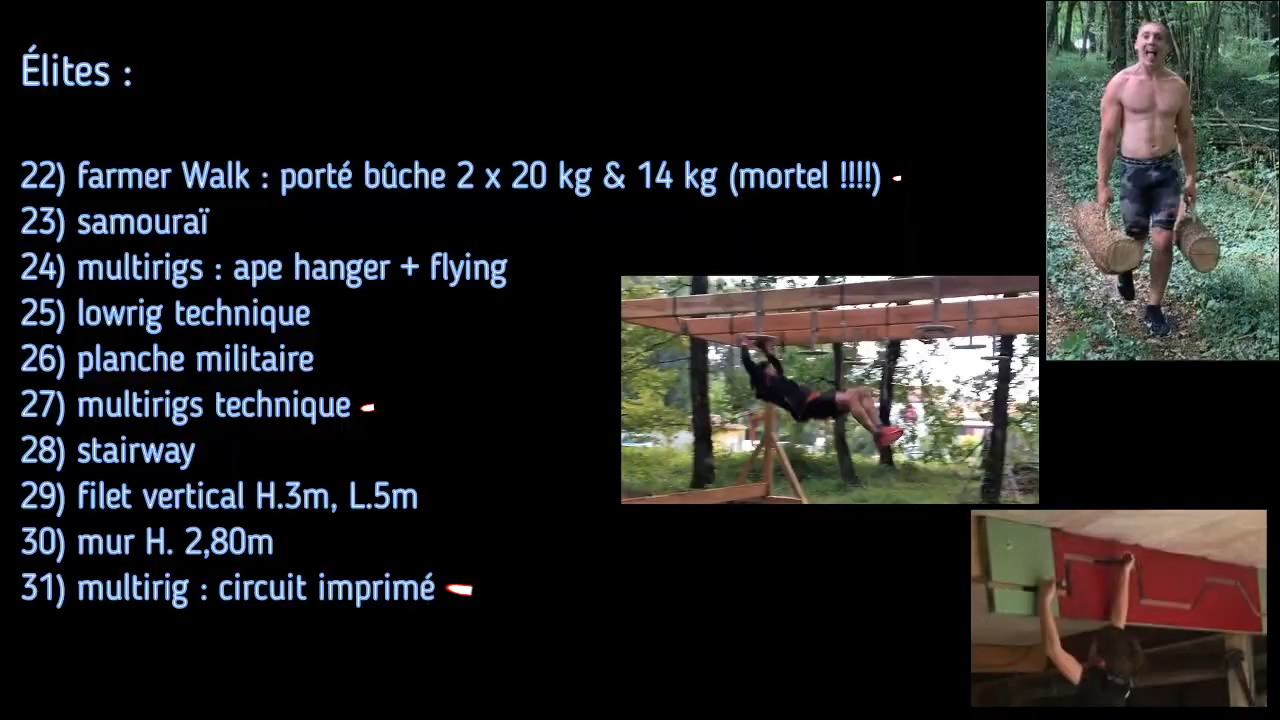 Élites :
22) farmer Walk : porté bûche 2 x 20 kg & 14 kg (mortel !!!!)
23) samouraï
24) multirigs : ape hanger + flying
25) lowrig technique
26) planche militaire
27) multirigs technique
28) stairway
29) filet vertical H.3m, L.5m
30) mur H. 2,80m
31) multirig : circuit imprimé